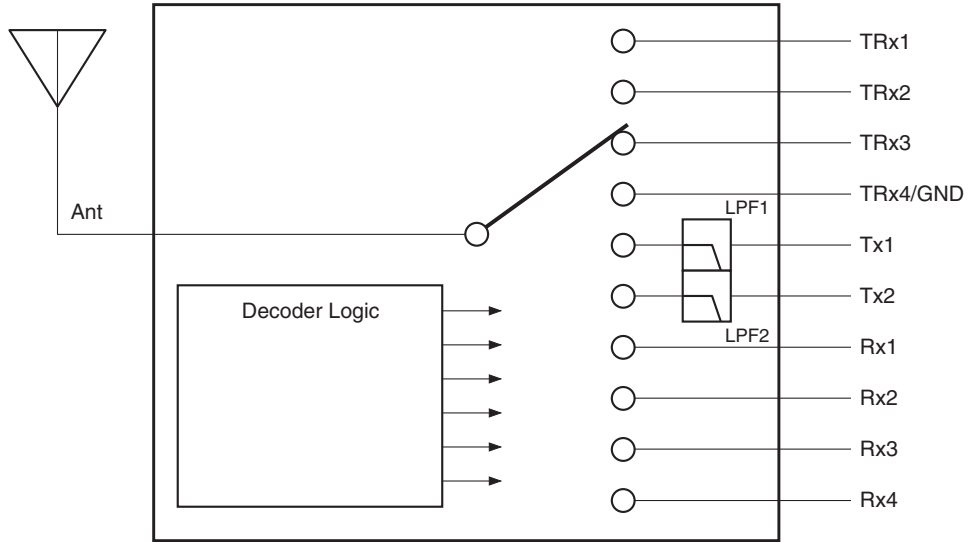 TRx1
TRx2
TRx3
TRx4/GND
LPF1
Ant
Tx1
Tx2
Decoder Logic
LPF2
Rx1
Rx2
Rx3
Rx4